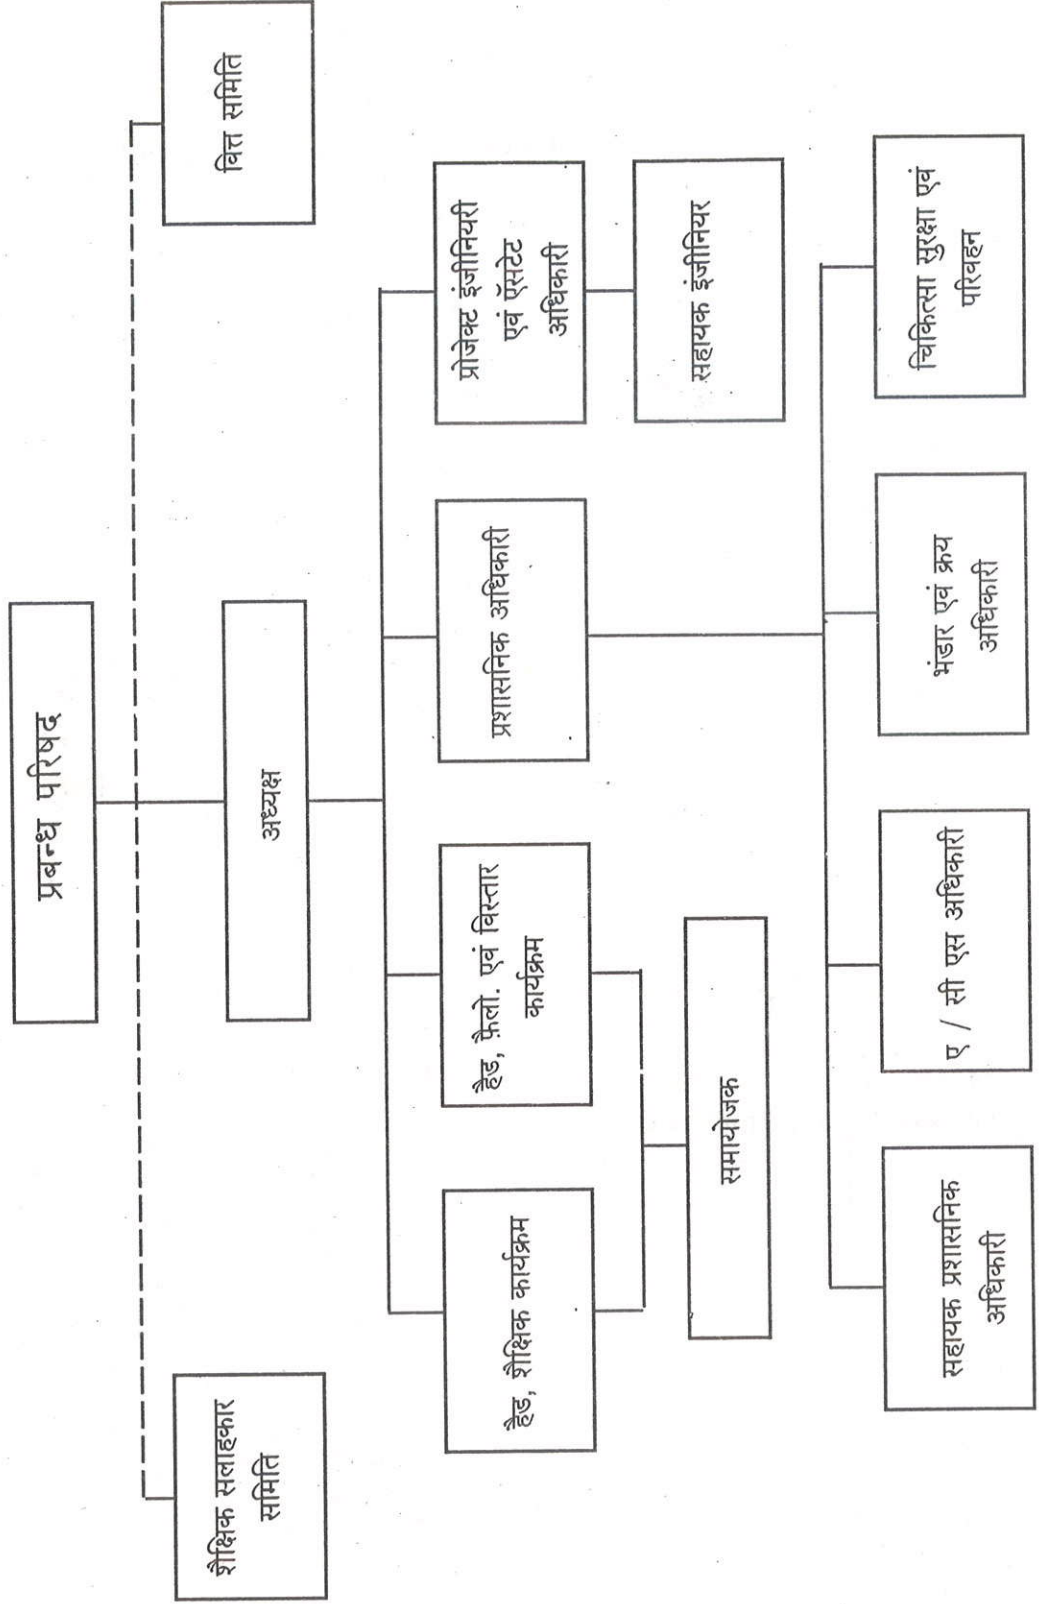 प्रबन्ध परिषद
शैक्षिक सलाहकार
समिति
वित्त समिति
अध्यक्ष
हैड, शैक्षिक कार्यक्रम
हैड, फ़ैलो. एवं विस्तार
कार्यक्रम
प्रशासनिक अधिकारी
प्रोजेक्ट इंजीनियरी
एवं ऍसटेट
अधिकारी
समायोजक
सहायक इंजीनियर
सहायक प्रशासनिक
अधिकारी
ए / सी एस अधिकारी
भंडार एवं क्रय
अधिकारी
चिकित्सा सुरक्षा एवं
परिवहन